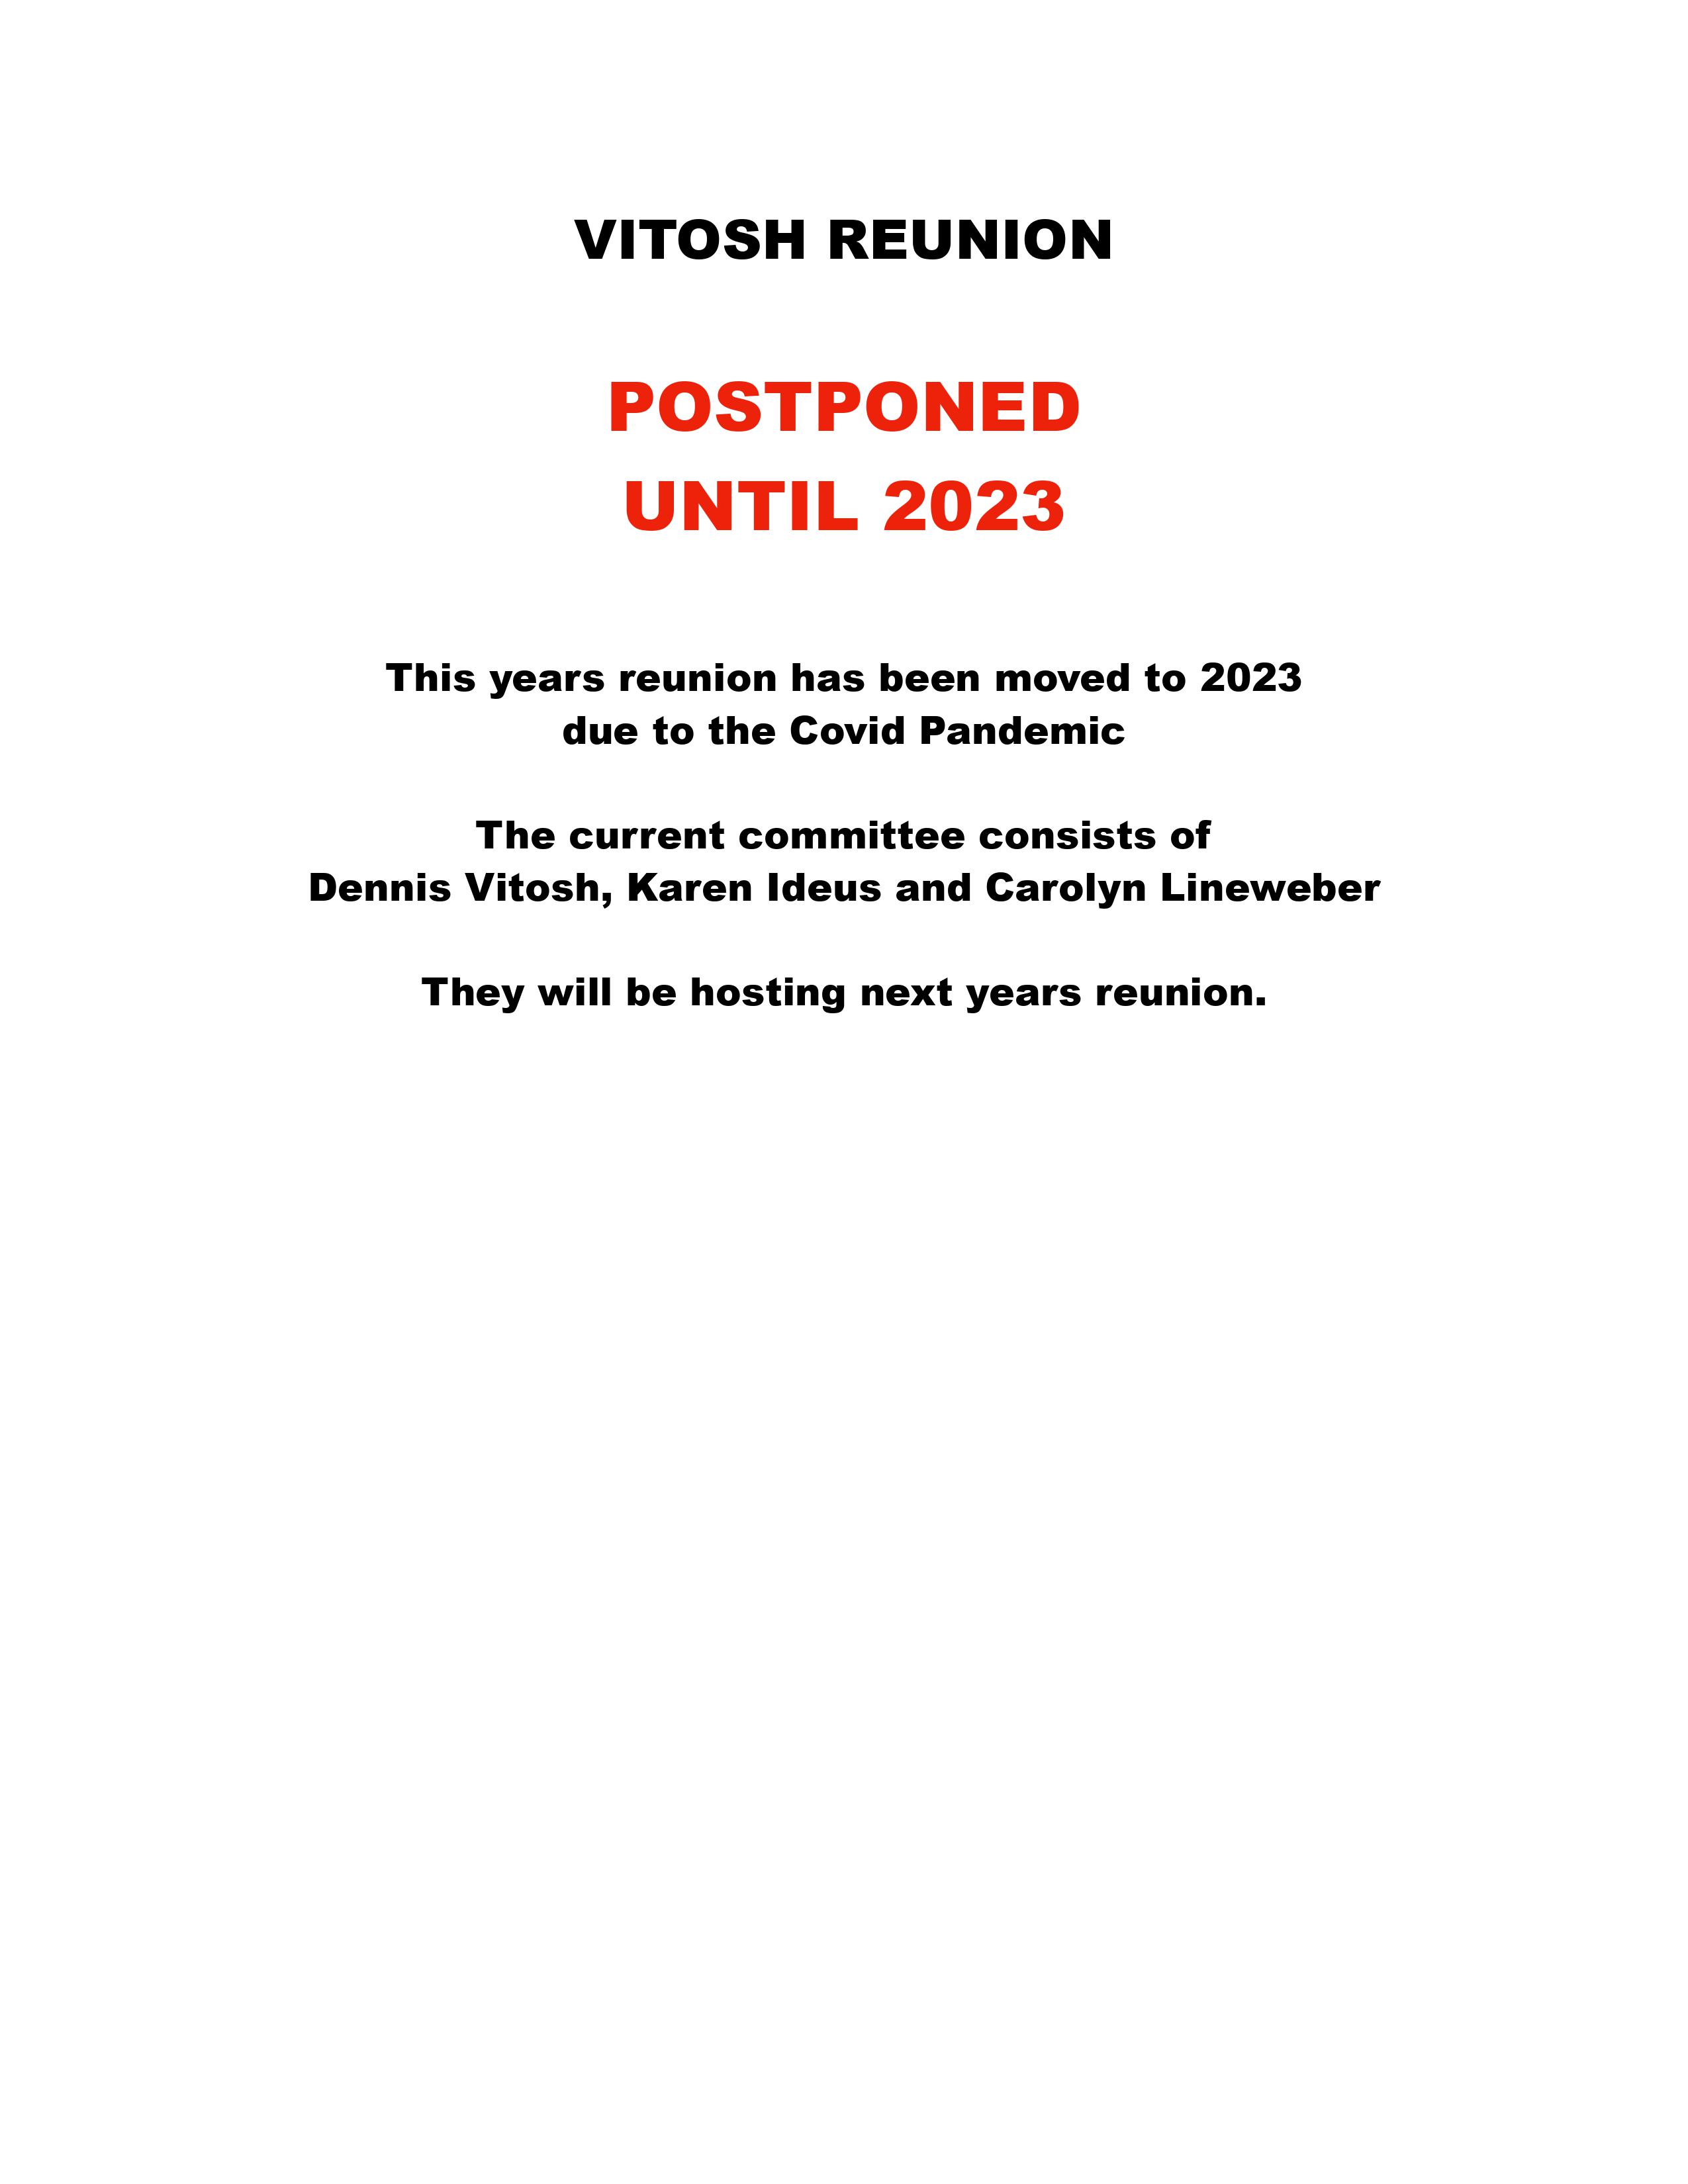 VITOSH REUNION
POSTPONED
UNTIL 2023
This years reunion has been moved to 2023
due to the Covid Pandemic
The current committee consists of
Dennis Vitosh, Karen Ideus and Carolyn Lineweber
They will be hosting next years reunion.